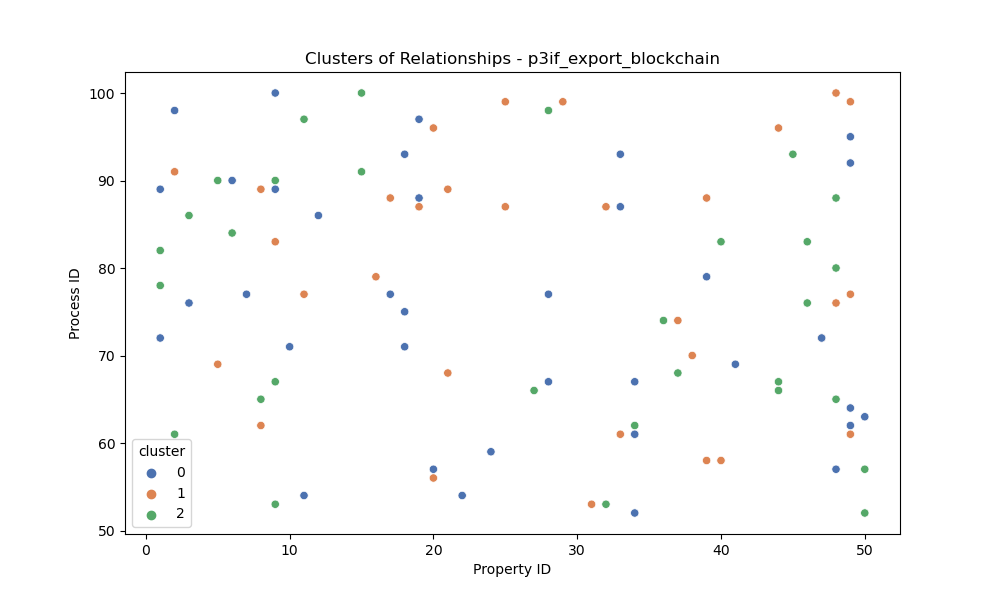 Clusters of Relationships - p3if_export_blockchain
100
90
80
70
60
50
Process ID
cluster
0
1
2
0 10 20 30 40 50
Property ID